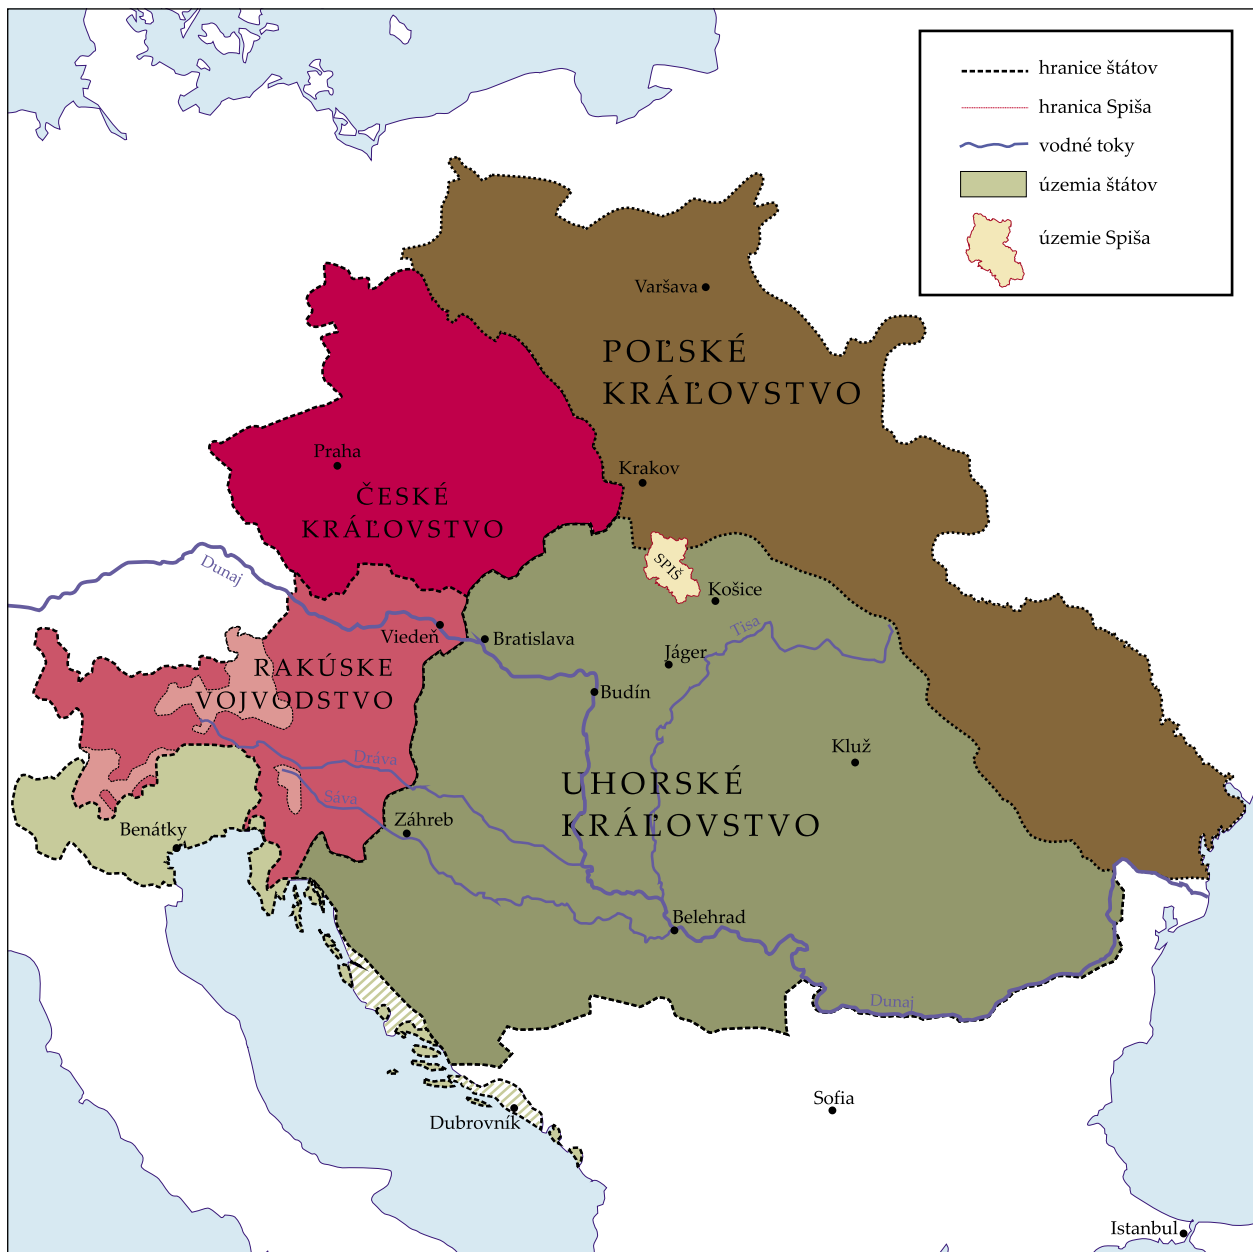 hranice štátov
hranica Spiša
vodné toky
územia štátov
územie Spiša
Varšava
POĽSKÉ
KRÁĽOVSTVO
Praha
Krakov
ČESKÉ
KRÁĽOVSTVO
Dunaj
SPIŠ
Košice
Viedeň
Bratislava
Tisa
Jáger
RAKÚSKE
VOJVODSTVO
Budín
Dráva
Kluž
Sáva
UHORSKÉ
KRÁĽOVSTVO
Záhreb
Benátky
Belehrad
Dunaj
Sofia
Dubrovník
Istanbul